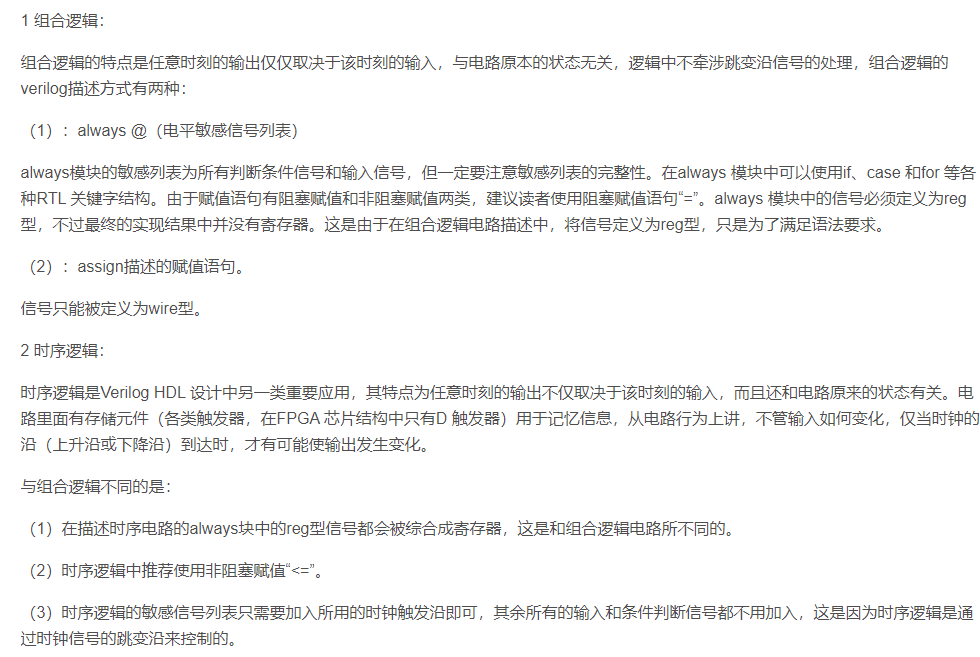 1 组合逻辑：
组合逻辑的特点是任意时刻的输出仅仅取决于该时刻的输入，与电路原本的状态无关，逻辑中不牵涉跳变沿信号的处理，组合逻辑的
verilog描述方式有两种：
（1）：always @（电平敏感信号列表）
always模块的敏感列表为所有判断条件信号和输入信号，但一定要注意敏感列表的完整性。在always 模块中可以使用if、case 和for 等各
种RTL 关键字结构。由于赋值语句有阻塞赋值和非阻塞赋值两类，建议读者使用阻塞赋值语句“=”。always 模块中的信号必须定义为reg
型，不过最终的实现结果中并没有寄存器。这是由于在组合逻辑电路描述中，将信号定义为reg型，只是为了满足语法要求。
（2）：assign描述的赋值语句。
信号只能被定义为wire型。
2 时序逻辑：
时序逻辑是Verilog HDL 设计中另一类重要应用，其特点为任意时刻的输出不仅取决于该时刻的输入，而且还和电路原来的状态有关。电
路里面有存储元件（各类触发器，在FPGA 芯片结构中只有D 触发器）用于记忆信息，从电路行为上讲，不管输入如何变化，仅当时钟的
沿（上升沿或下降沿）到达时，才有可能使输出发生变化。
与组合逻辑不同的是：
（1）在描述时序电路的always块中的reg型信号都会被综合成寄存器，这是和组合逻辑电路所不同的。
（2）时序逻辑中推荐使用非阻塞赋值“<=”。
（3）时序逻辑的敏感信号列表只需要加入所用的时钟触发沿即可，其余所有的输入和条件判断信号都不用加入，这是因为时序逻辑是通
过时钟信号的跳变沿来控制的。